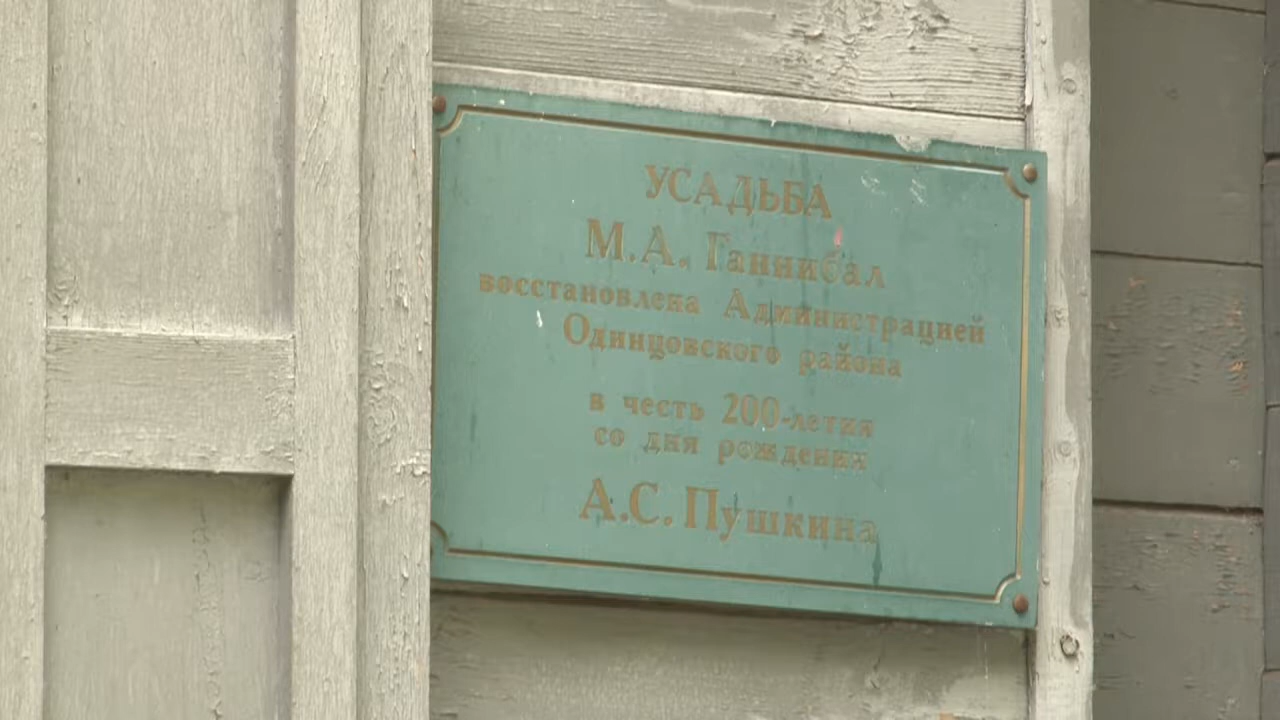 УСАДЬБА
М.А. Ганнибал
восстановлена Администрацией
Одинцовского района
в честь 200-летия
со дня рождения
А.С. Пушкина